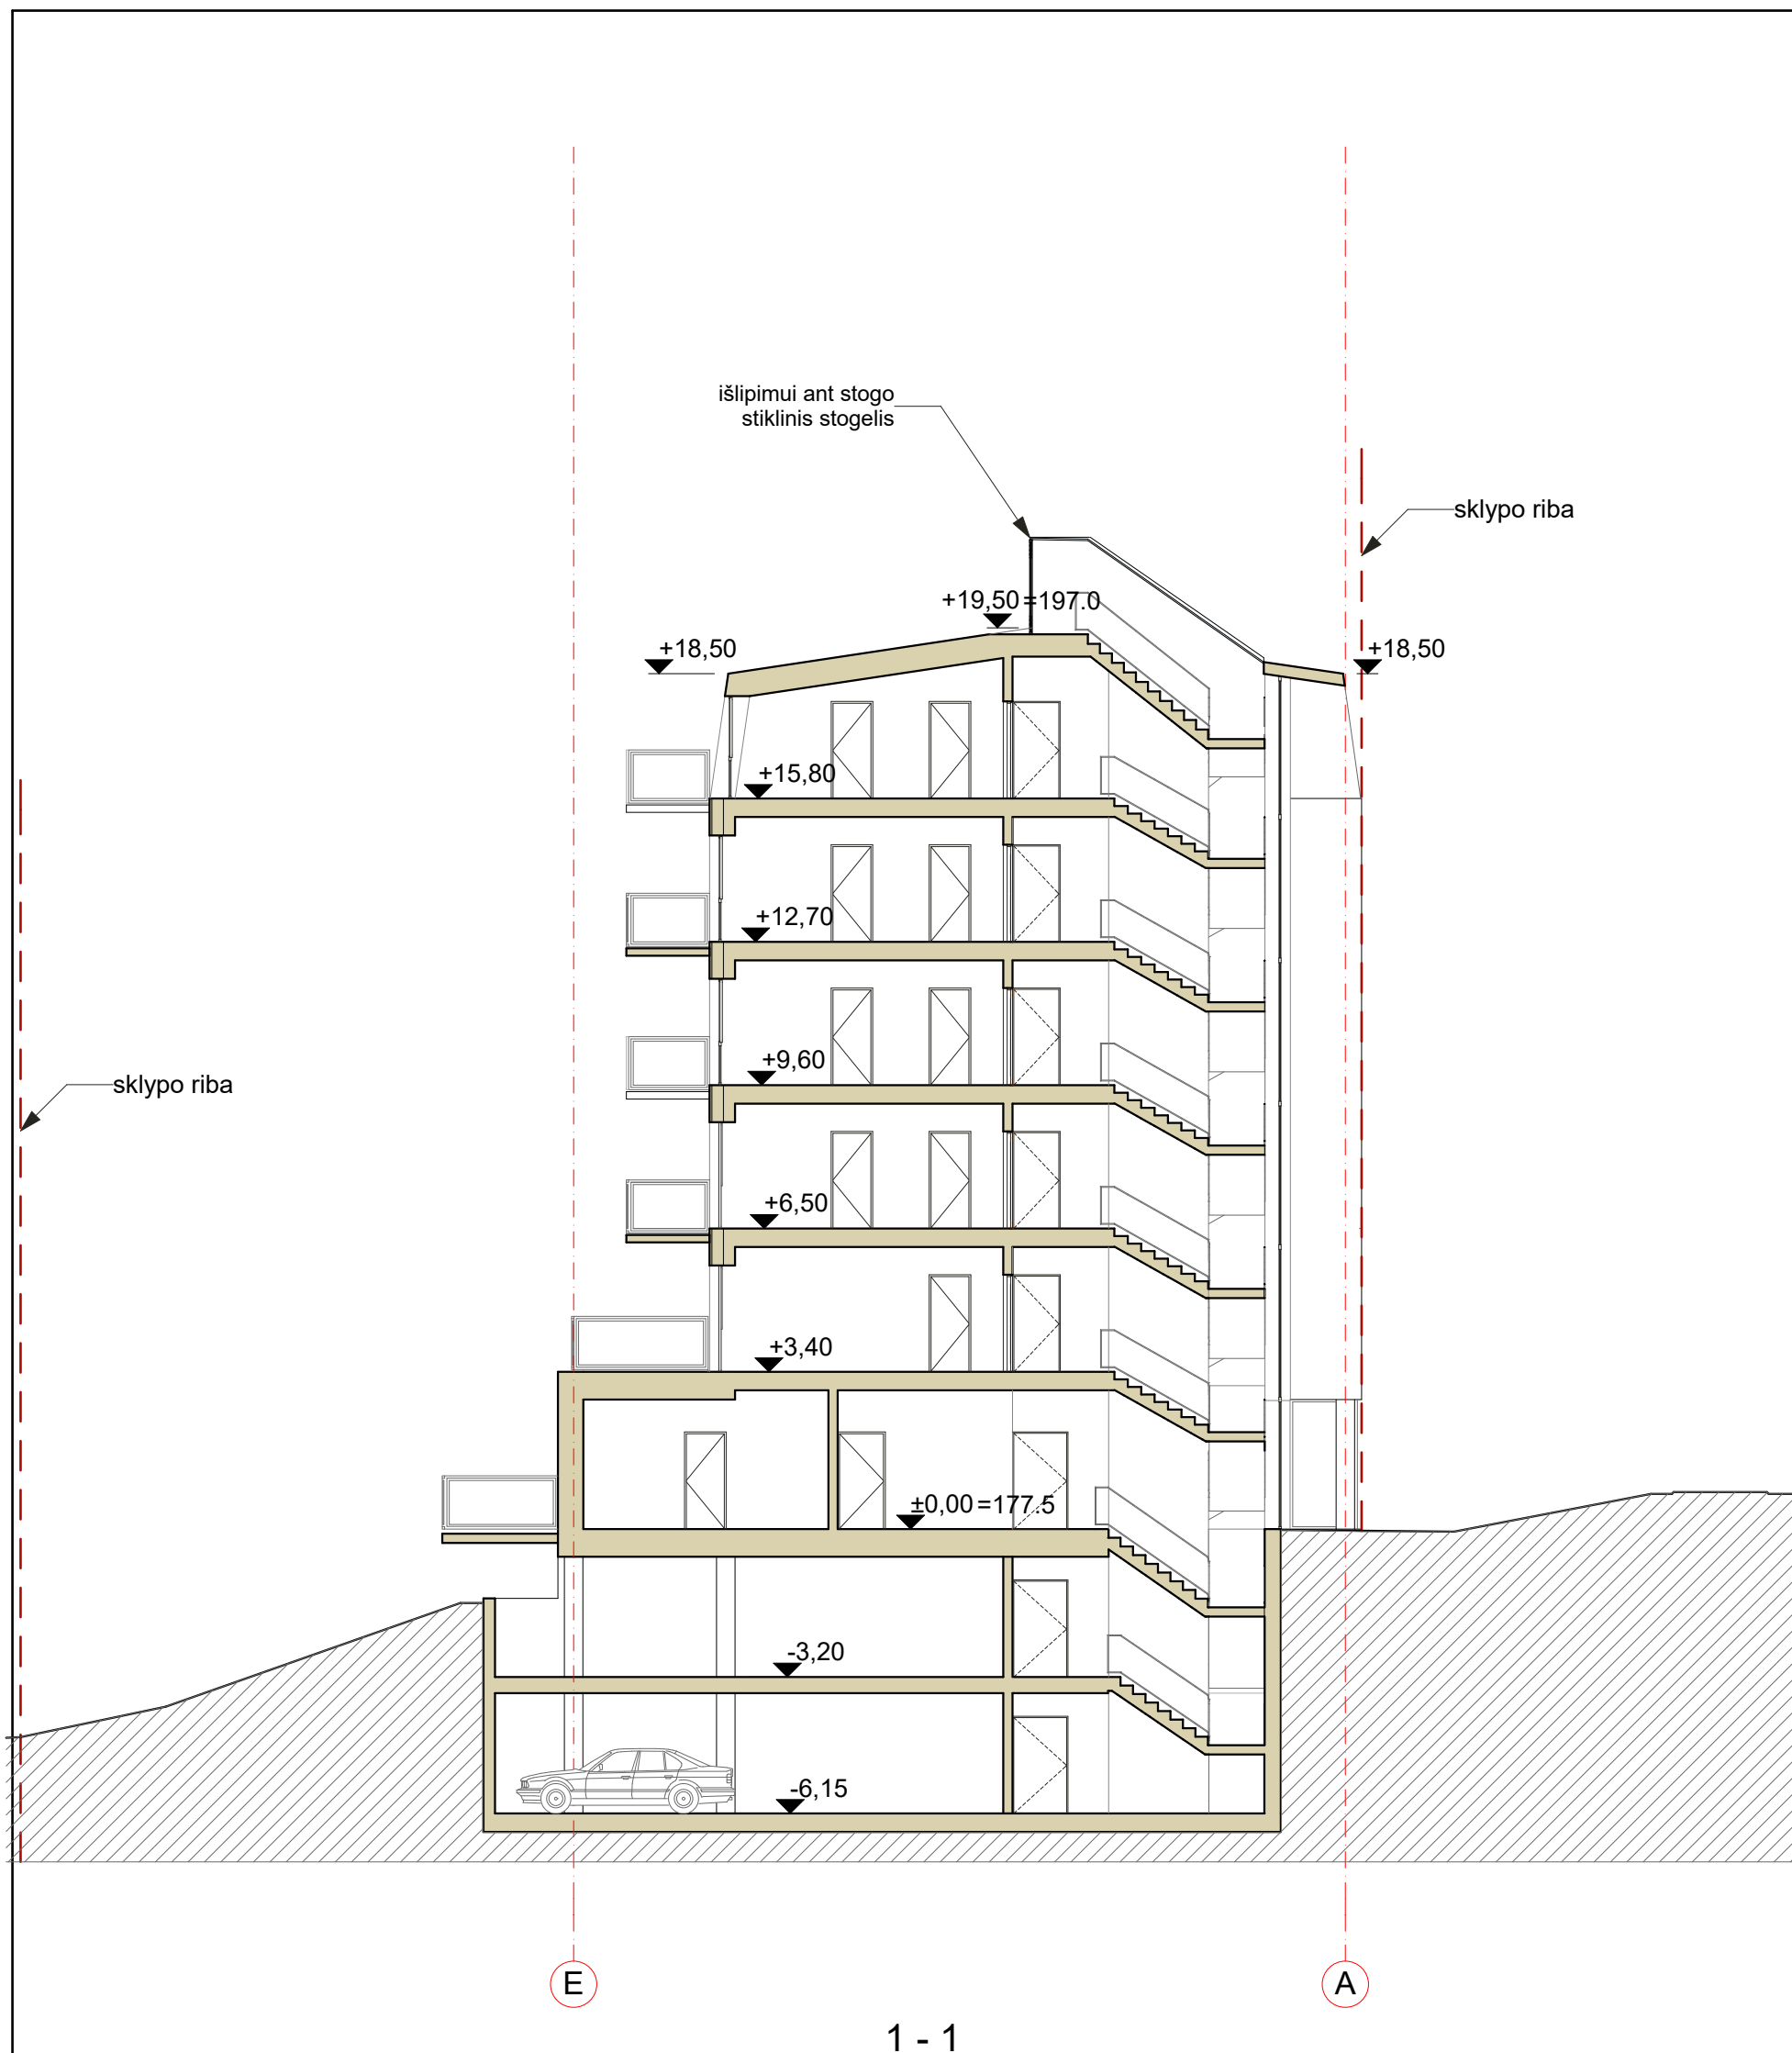 išlipimui ant stogo
stiklinis stogelis
sklypo riba
+19,50 =197.0
+18,50
+18,50
+15,80
+12,70
+9,60
sklypo riba
+6,50
+3,40
±0,00 =177.5
-3,20
-6,15
E
A
1 - 1